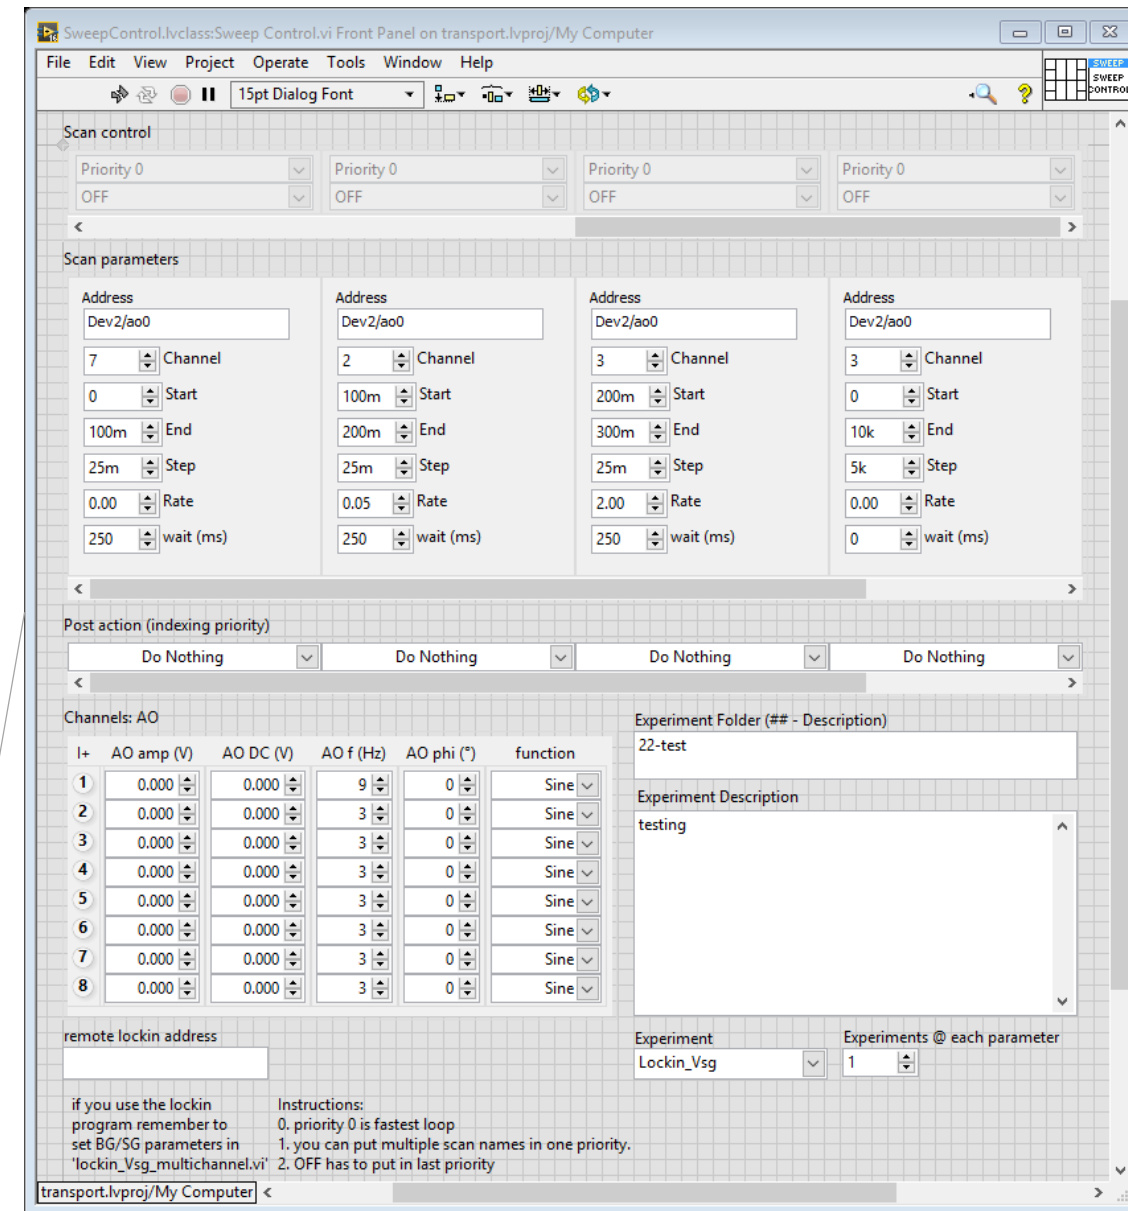 SweepControl.lvclass:Sweep Control.vi Front Panel on transport.lvproj/My Computer
File Edit View Project Operate Tools Window Help
15pt Dialog Font
SWEEP
SWEEP
CONTROL
Scan control
Priority 0 Priority 0 Priority 0 Priority 0
OFF OFF OFF OFF
Scan parameters
Address Address Address Address
Dev2/ao0 Dev2/ao0 Dev2/ao0 Dev2/ao0
7 Channel 2 Channel 3 Channel 3 Channel
0 Start 100m Start 200m Start 0 Start
100m End 200m End 300m End 10k End
25m Step 25m Step 25m Step 5k Step
0.00 Rate 0.05 Rate 2.00 Rate 0.00 Rate
250 wait (ms) 250 wait (ms) 250 wait (ms) 0 wait (ms)
Post action (indexing priority)
Do Nothing Do Nothing Do Nothing Do Nothing
Channels: AO
I+ AO amp (V) AO DC (V) AO f (Hz) AO phi (°) function
1 0.000 0.000 9 0 Sine
2 0.000 0.000 3 0 Sine
3 0.000 0.000 3 0 Sine
4 0.000 0.000 3 0 Sine
5 0.000 0.000 3 0 Sine
6 0.000 0.000 3 0 Sine
7 0.000 0.000 3 0 Sine
8 0.000 0.000 3 0 Sine
Experiment Folder (## - Description)
22-test
Experiment Description
testing
remote lockin address
Experiment
Lockin_Vsg
Experiments @ each parameter
1
if you use the lockin
program remember to
set BG/SG parameters in
'lockin_Vsg_multichannel.vi'
Instructions:
0. priority 0 is fastest loop
1. you can put multiple scan names in one priority.
2. OFF has to put in last priority
transport.lvproj/My Computer